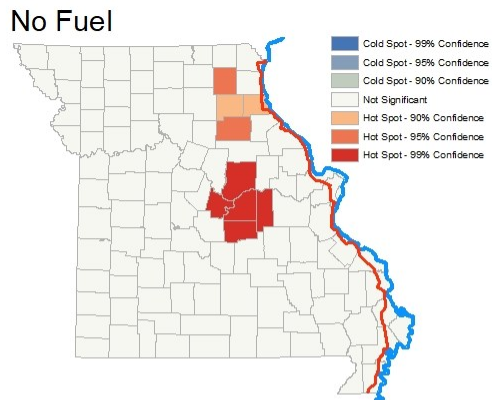 No Fuel
Cold Spot - 99% Confidence
Cold Spot - 95% Confidence
Cold Spot - 90% Confidence
Not Significant
Hot Spot - 90% Confidence
Hot Spot - 95% Confidence
Hot Spot - 99% Confidence